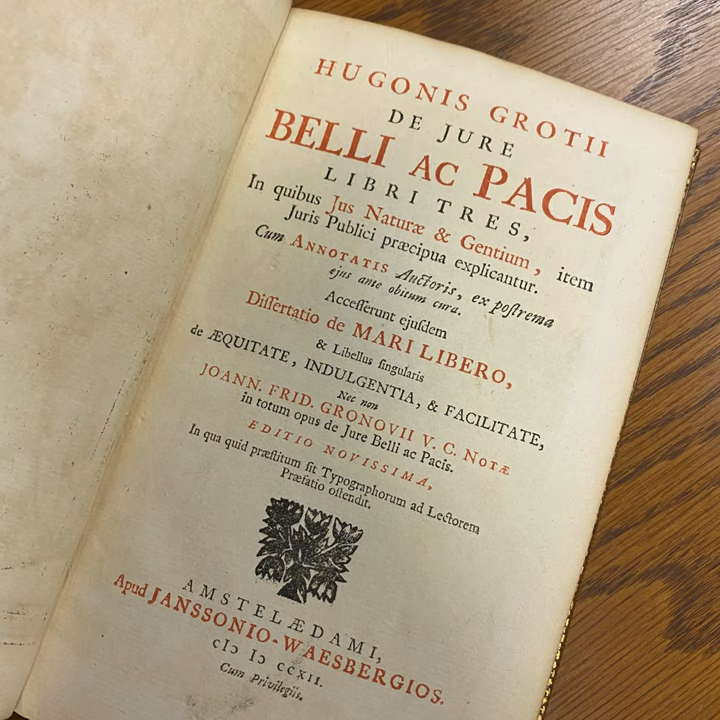 HUGONIS GROTII
DE JURE
BELLI AC PACIS
LIBRI TRES,
In quibus Jus Naturæ & Gentium, item
Juris Publici præcipua explicantur.
Cum ANNOTATIS Auctoris, ex poſtrema
ejus ante obitum cura.
Acceſſerunt ejuſdem
Diſſertatio de MARI LIBERO,
& Libellus ſingularis
de ÆQUITATE, INDULGENTIA, & FACILITATE,
Nec non
JOANN. FRID. GRONOVII V. C. NOTÆ
in totum opus de Jure Belli ac Pacis.
EDITIO NOVISSIMA,
In qua quid præſtitum ſit Typographorum ad Lectorem
Præfatio oſtendit.
AMSTELÆDAMI,
Apud JANSSONIO-WAESBERGIOS.
cIↄ Iↄ ccxII.
Cum Privilegiis.